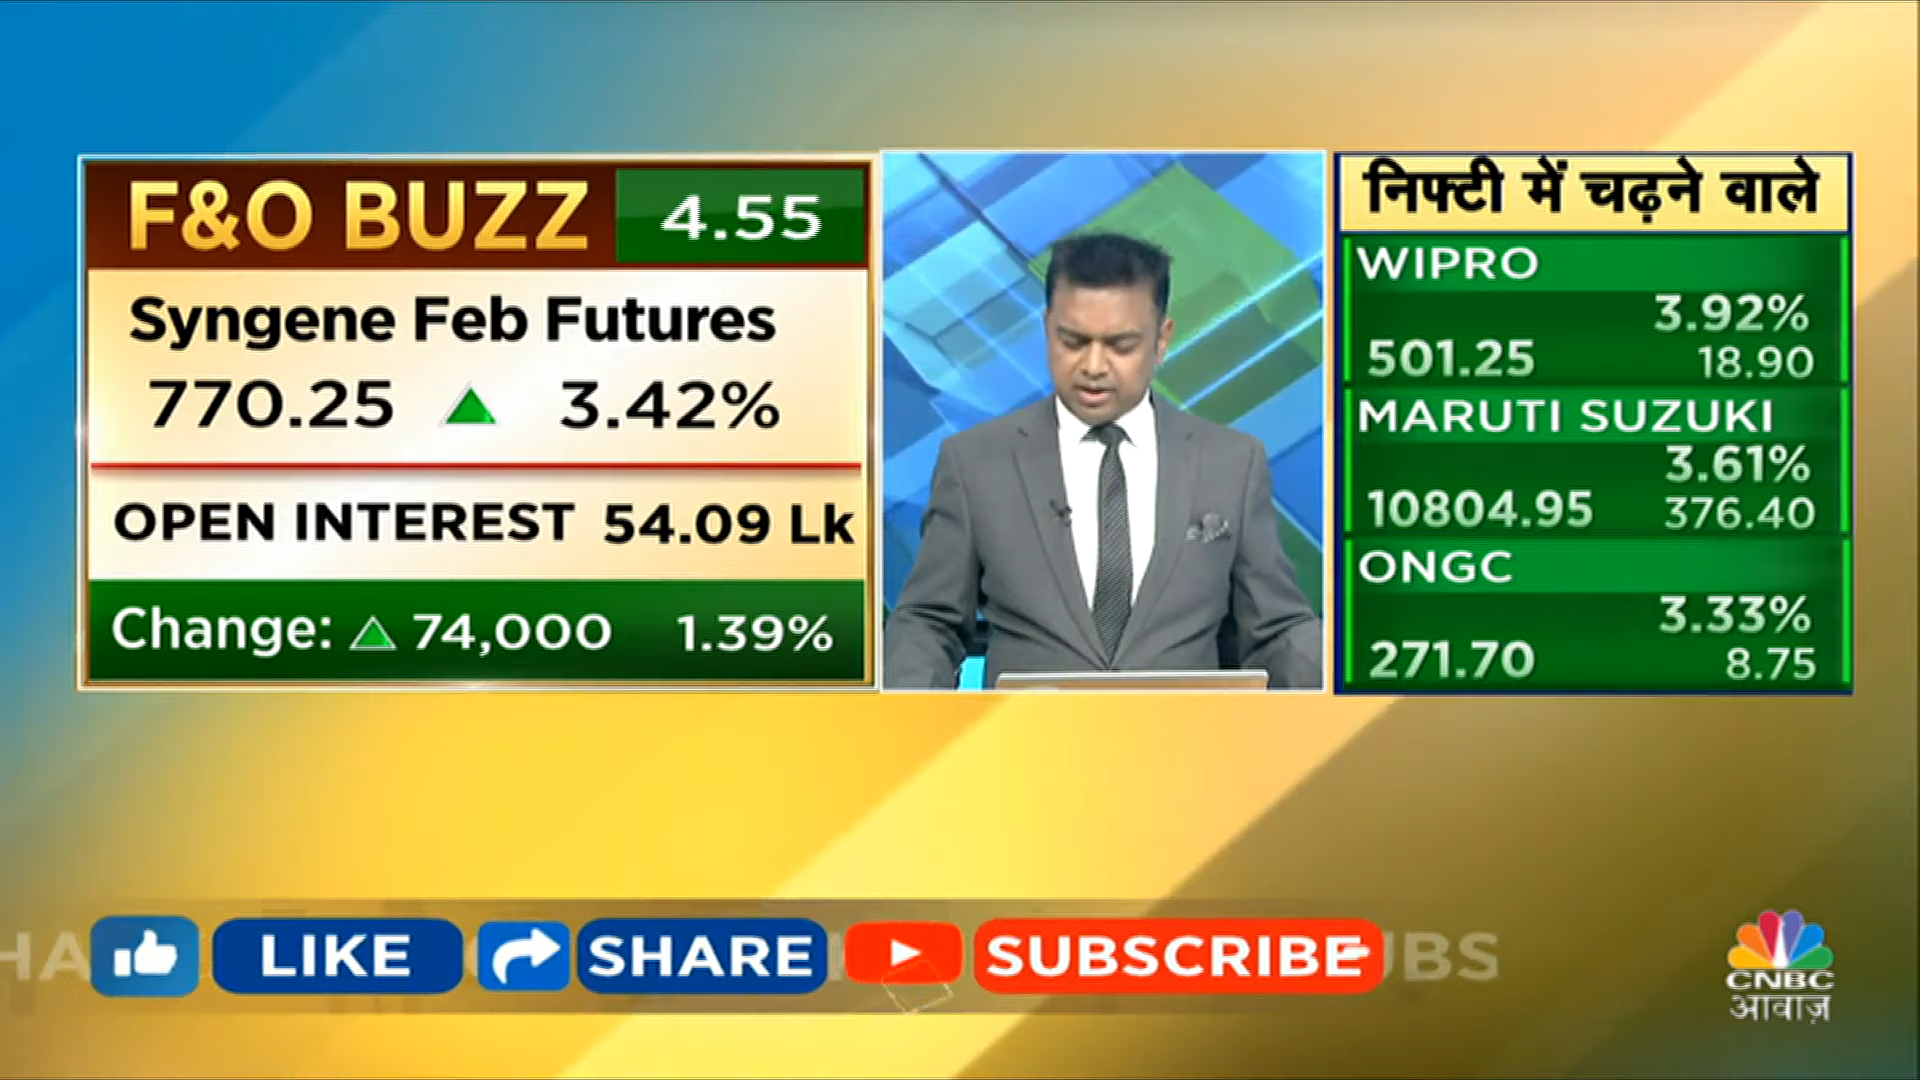 F&O BUZZ 4.55
Syngene Feb Futures
770.25 3.42%
OPEN INTEREST 54.09 Lk
Change: 74,000 1.39%
निफ्टी में चढ़ने वाले
WIPRO
3.92%
501.25 18.90
MARUTI SUZUKI
3.61%
10804.95 376.40
ONGC
3.33%
271.70 8.75
HA LIKE SHARE SUBSCRIBE UBS
CNBC
आवाज़